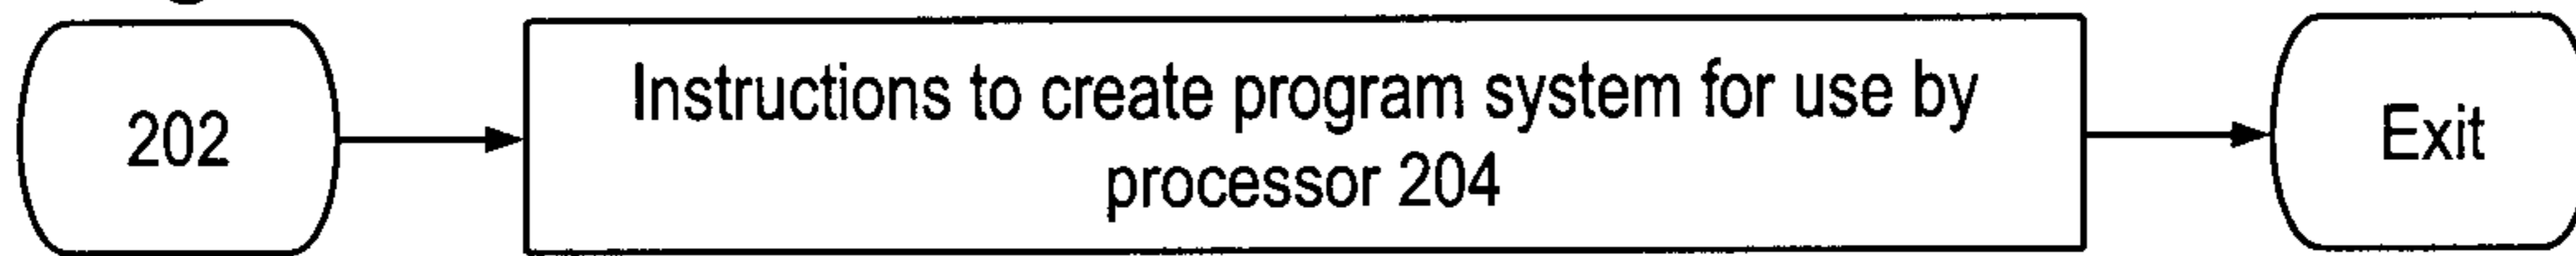 202
Instructions to create program system for use by
processor 204
Exit